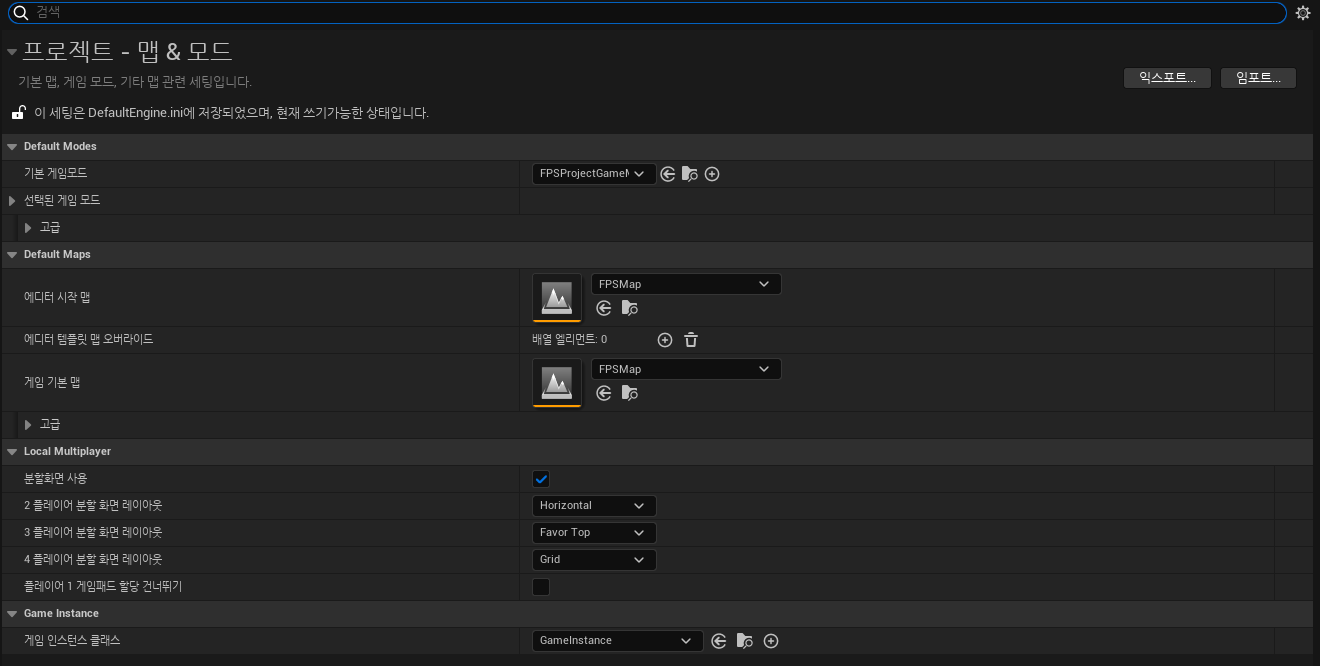 검색
프로젝트 - 맵 & 모드
기본 맵, 게임 모드, 기타 맵 관련 세팅입니다.
익스포트... 임포트...
이 세팅은 DefaultEngine.ini에 저장되었으며, 현재 쓰기가능한 상태입니다.
Default Modes
기본 게임모드 FPSProjectGameM
선택된 게임 모드
고급
Default Maps
에디터 시작 맵 FPSMap
에디터 템플릿 맵 오버라이드 배열 엘리먼트: 0
게임 기본 맵 FPSMap
고급
Local Multiplayer
분할화면 사용
2 플레이어 분할 화면 레이아웃 Horizontal
3 플레이어 분할 화면 레이아웃 Favor Top
4 플레이어 분할 화면 레이아웃 Grid
플레이어 1 게임패드 할당 건너뛰기
Game Instance
게임 인스턴스 클래스 GameInstance